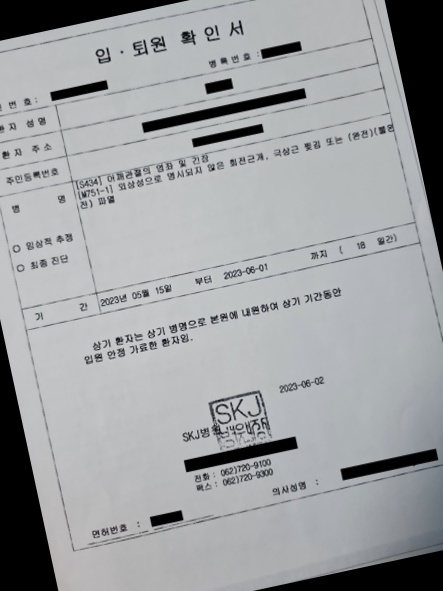 입 · 퇴원 확인서
병록번호 :
번호 :
환자 성명
환자 주소
주민등록번호
병 명
[S434] 어깨관절의 염좌 및 긴장
[M751-1] 외상성으로 명시되지 않은 회전근개, 극상근 찢김 또는 (완전)(불완
전) 파열
○ 임상적 추정
○ 최종 진단
기 간 2023년 05월 15일 부터 2023-06-01 까지 ( 18 일간)
상기 환자는 상기 병명으로 본원에 내원하여 상기 기간동안
입원 안정 가료한 환자임.
2023-06-02
SKJ
SKJ병원
전화 : 062)720-9100
팩스 : 062)720-9300
의사성명 :
면허번호 :